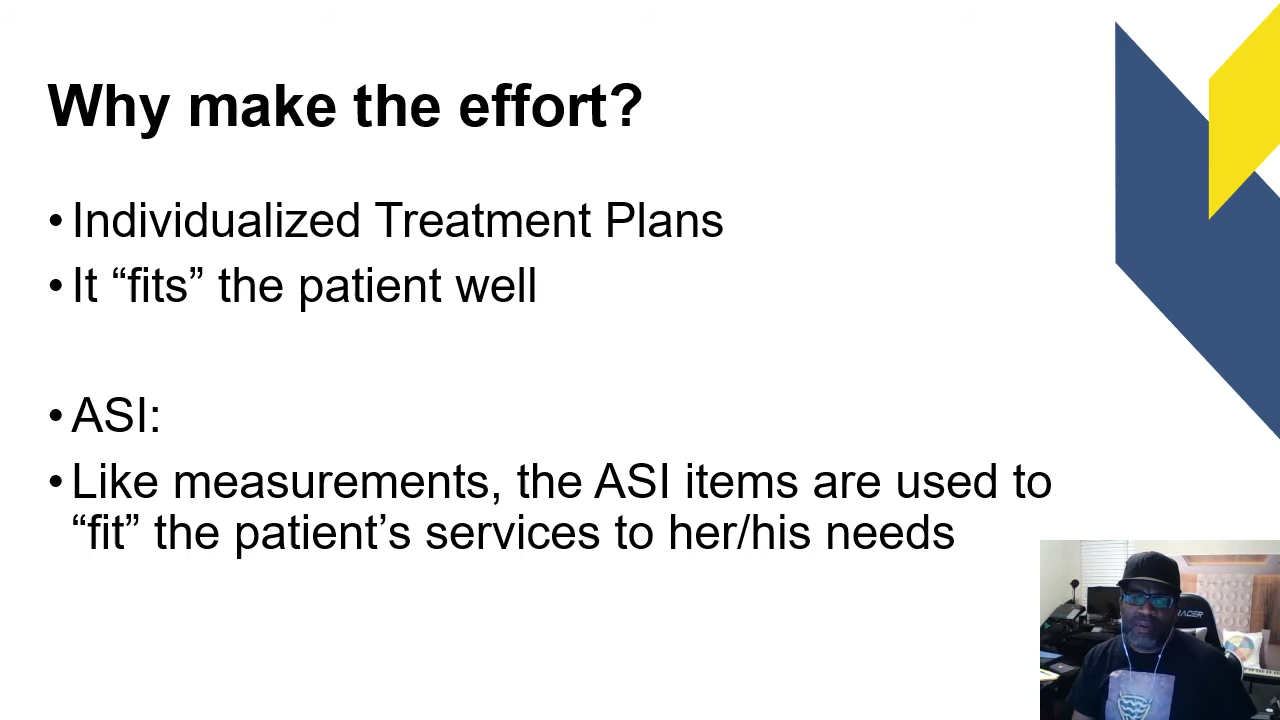 Why make the effort?
• Individualized Treatment Plans
• It “fits” the patient well
• ASI:
• Like measurements, the ASI items are used to
“fit” the patient’s services to her/his needs
RACER